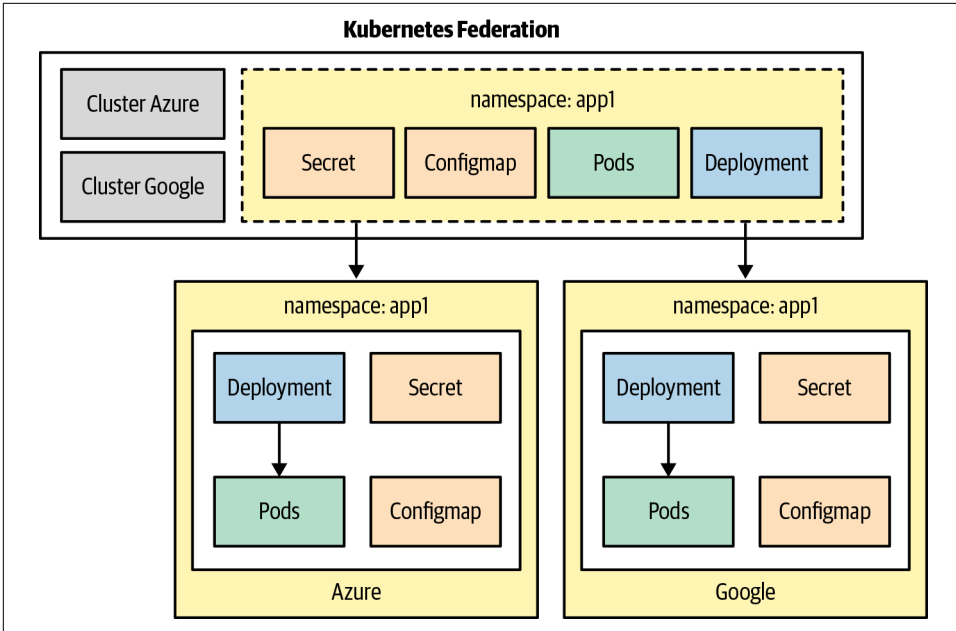 Kubernetes Federation
Cluster Azure
Cluster Google
namespace: app1
Secret
Configmap
Pods
Deployment
namespace: app1
Deployment
Secret
Pods
Configmap
Azure
namespace: app1
Deployment
Secret
Pods
Configmap
Google